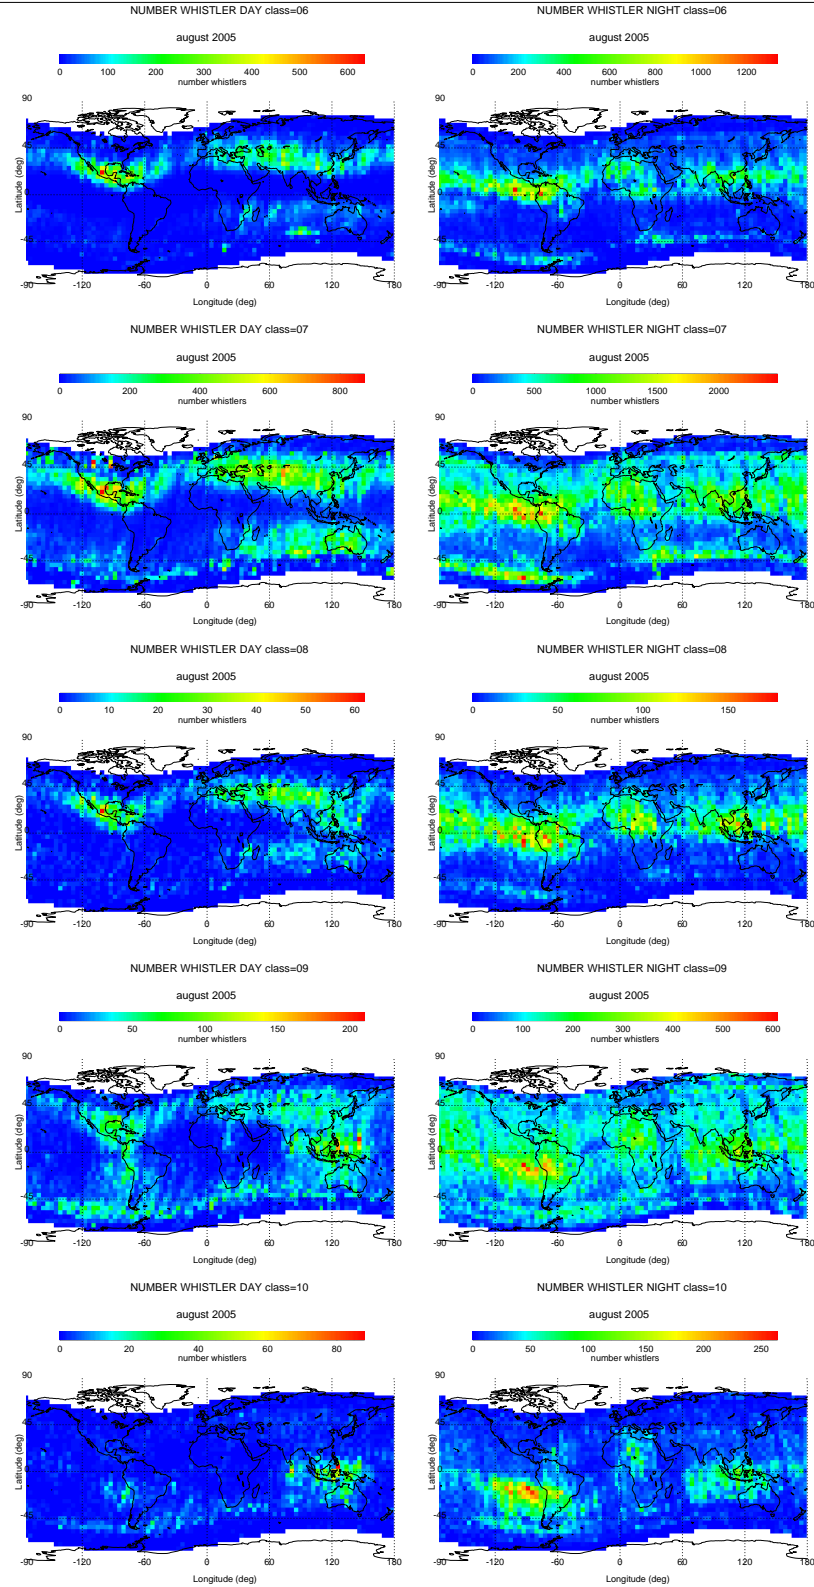 NUMBER WHISTLER DAY class=06
august 2005
0 100 200 300 400 500 600
number whistlers
90
45
0
-45
-90
Latitude (deg)
-120 -60 0 60 120 180
Longitude (deg)
NUMBER WHISTLER NIGHT class=06
august 2005
0 200 400 600 800 1000 1200
number whistlers
90
45
0
-45
-90
Latitude (deg)
-120 -60 0 60 120 180
Longitude (deg)
NUMBER WHISTLER DAY class=07
august 2005
0 200 400 600 800
number whistlers
90
45
0
-45
-90
Latitude (deg)
-120 -60 0 60 120 180
Longitude (deg)
NUMBER WHISTLER NIGHT class=07
august 2005
0 500 1000 1500 2000
number whistlers
90
45
0
-45
-90
Latitude (deg)
-120 -60 0 60 120 180
Longitude (deg)
NUMBER WHISTLER DAY class=08
august 2005
0 10 20 30 40 50 60
number whistlers
90
45
0
-45
-90
Latitude (deg)
-120 -60 0 60 120 180
Longitude (deg)
NUMBER WHISTLER NIGHT class=08
august 2005
0 50 100 150
number whistlers
90
45
0
-45
-90
Latitude (deg)
-120 -60 0 60 120 180
Longitude (deg)
NUMBER WHISTLER DAY class=09
august 2005
0 50 100 150 200
number whistlers
90
45
0
-45
-90
Latitude (deg)
-120 -60 0 60 120 180
Longitude (deg)
NUMBER WHISTLER NIGHT class=09
august 2005
0 100 200 300 400 500 600
number whistlers
90
45
0
-45
-90
Latitude (deg)
-120 -60 0 60 120 180
Longitude (deg)
NUMBER WHISTLER DAY class=10
august 2005
0 20 40 60 80
number whistlers
90
45
0
-45
-90
Latitude (deg)
-120 -60 0 60 120 180
Longitude (deg)
NUMBER WHISTLER NIGHT class=10
august 2005
0 50 100 150 200 250
number whistlers
90
45
0
-45
-90
Latitude (deg)
-120 -60 0 60 120 180
Longitude (deg)